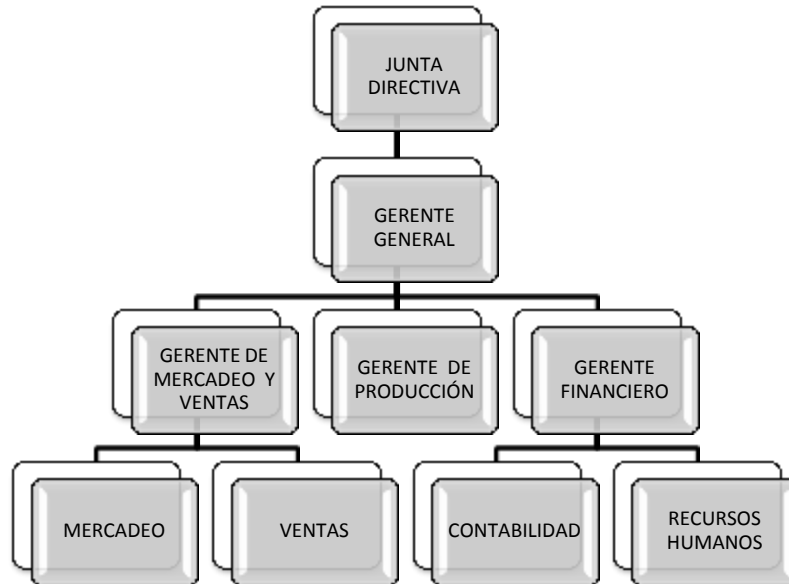 JUNTA
DIRECTIVA
GERENTE
GENERAL
GERENTE DE
MERCADEO Y
VENTAS
GERENTE DE
PRODUCCIÓN
GERENTE
FINANCIERO
MERCADEO
VENTAS
CONTABILIDAD
RECURSOS
HUMANOS